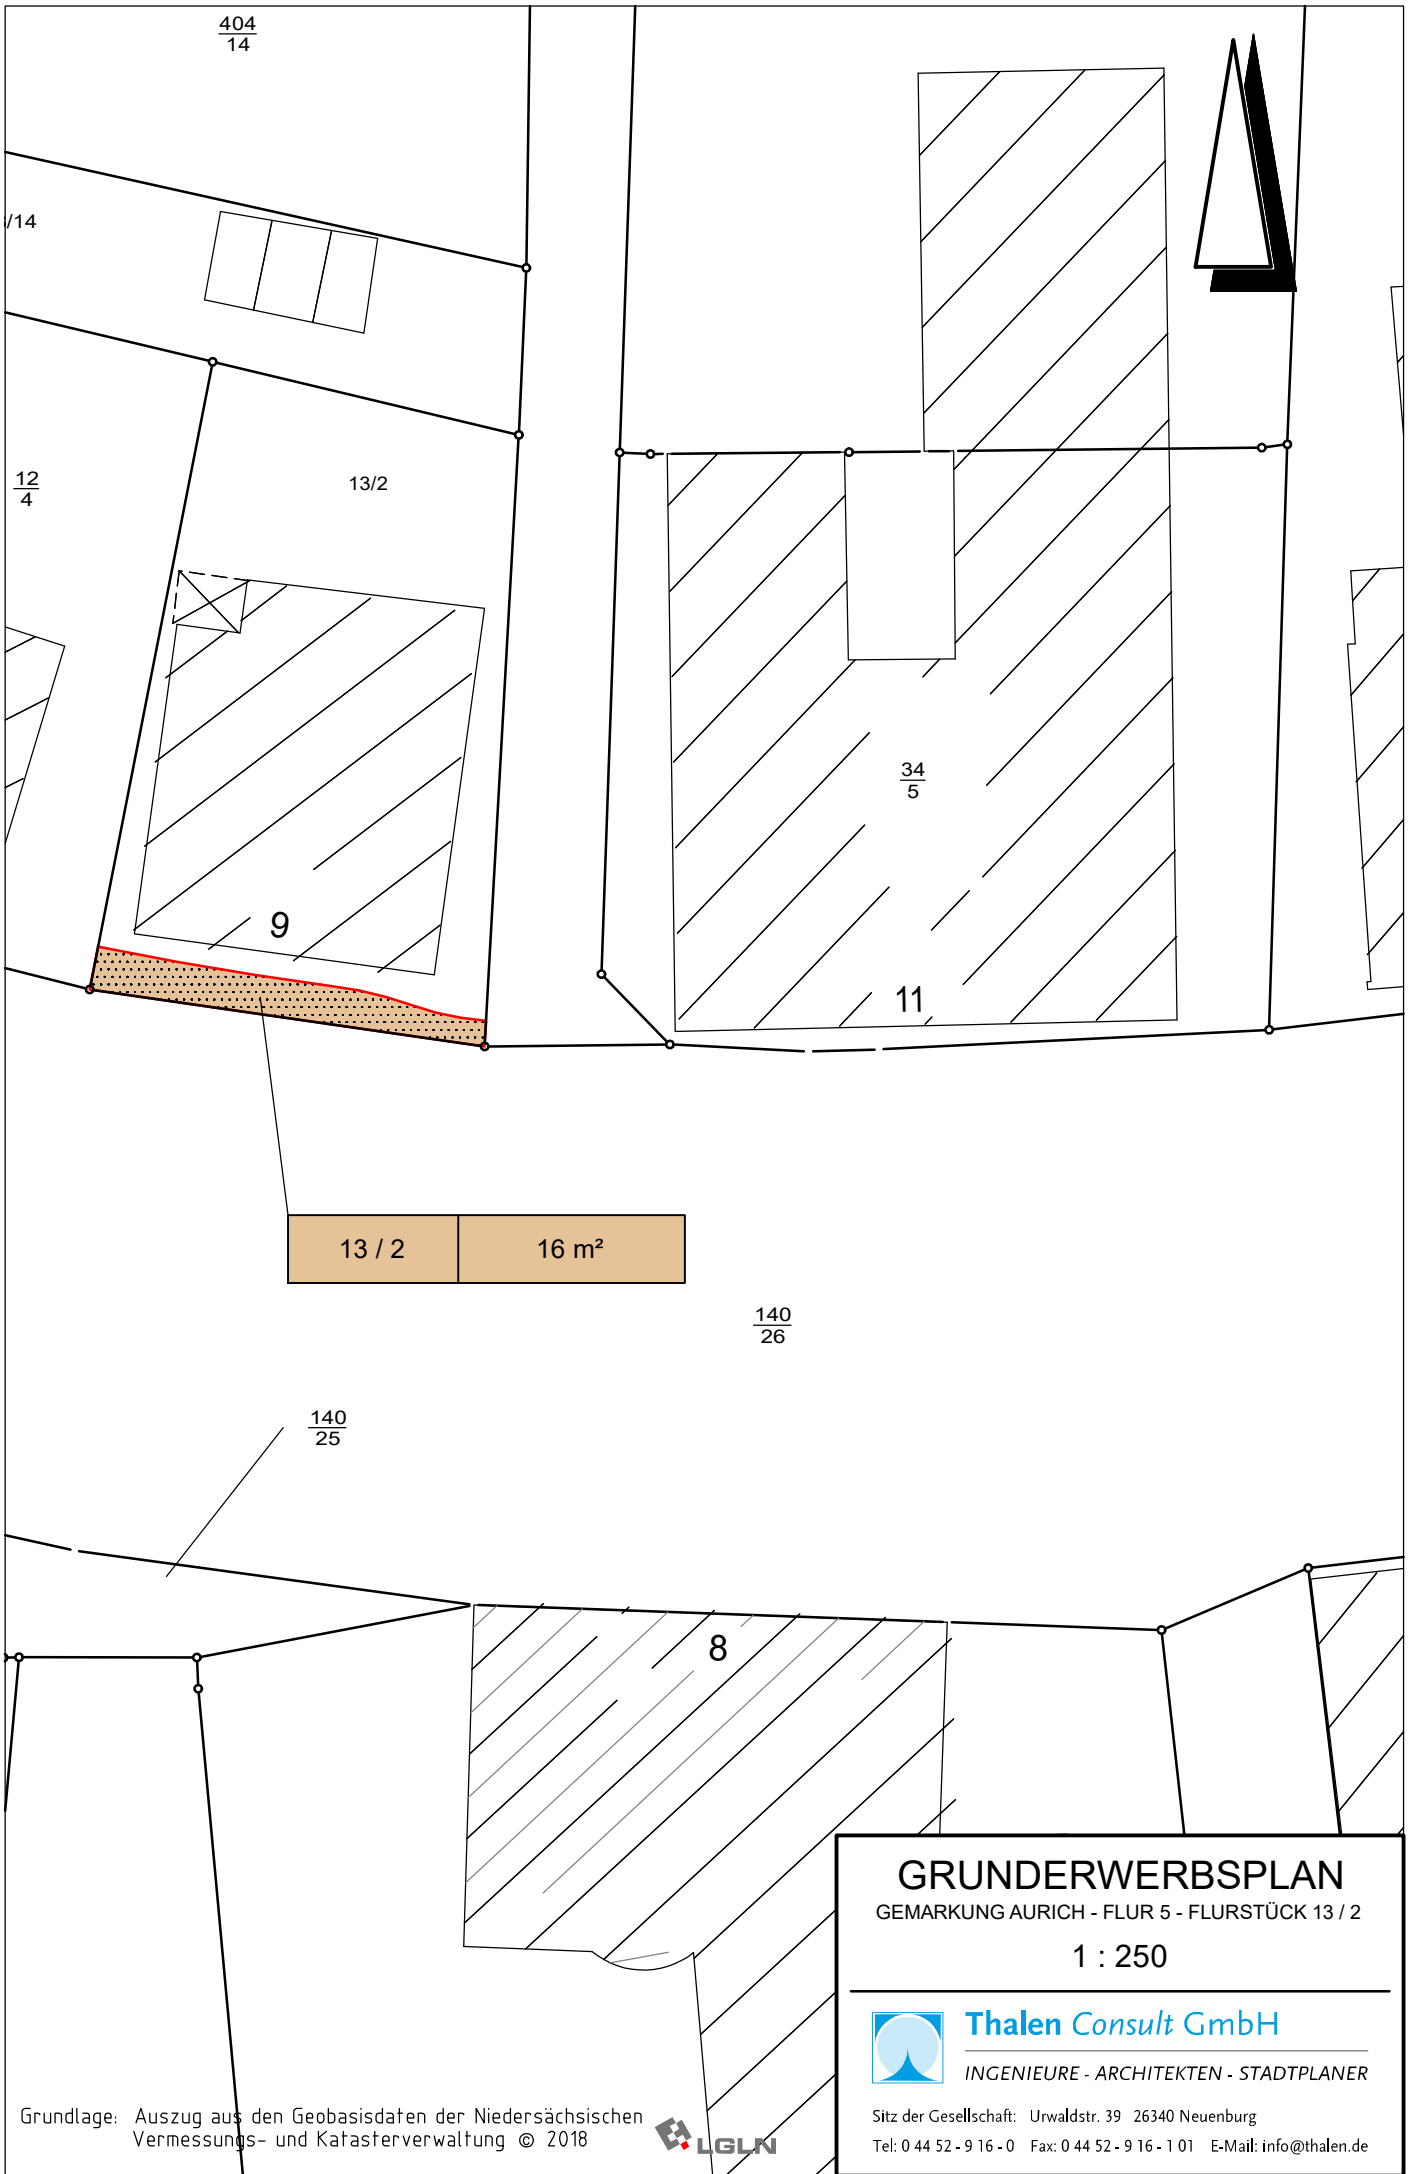 404
14
/14
12
4
13/2
34
5
9
11
13 / 2 16 m²
140
26
140
25
8
GRUNDERWERBSPLAN
GEMARKUNG AURICH - FLUR 5 - FLURSTÜCK 13 / 2
1 : 250
Thalen Consult GmbH
INGENIEURE - ARCHITEKTEN - STADTPLANER
Sitz der Gesellschaft: Urwaldstr. 39 26340 Neuenburg
Tel: 0 44 52 - 9 16 - 0 Fax: 0 44 52 - 9 16 - 1 01 E-Mail: info@thalen.de
Grundlage: Auszug aus den Geobasisdaten der Niedersächsischen
Vermessungs- und Katasterverwaltung © 2018
LGLN